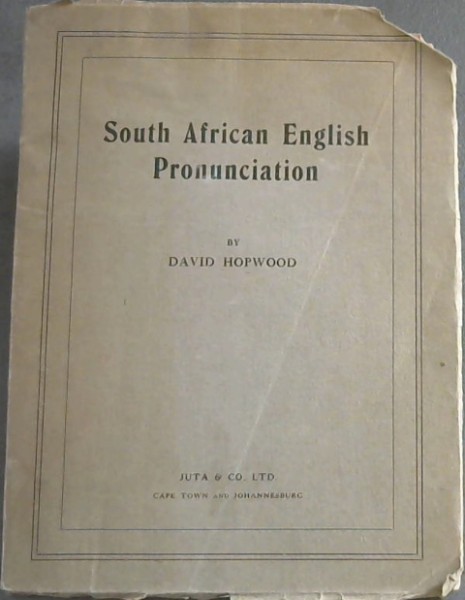 South African English
Pronunciation
BY
DAVID HOPWOOD
JUTA & CO. LTD
CAPE TOWN AND JOHANNESBURG